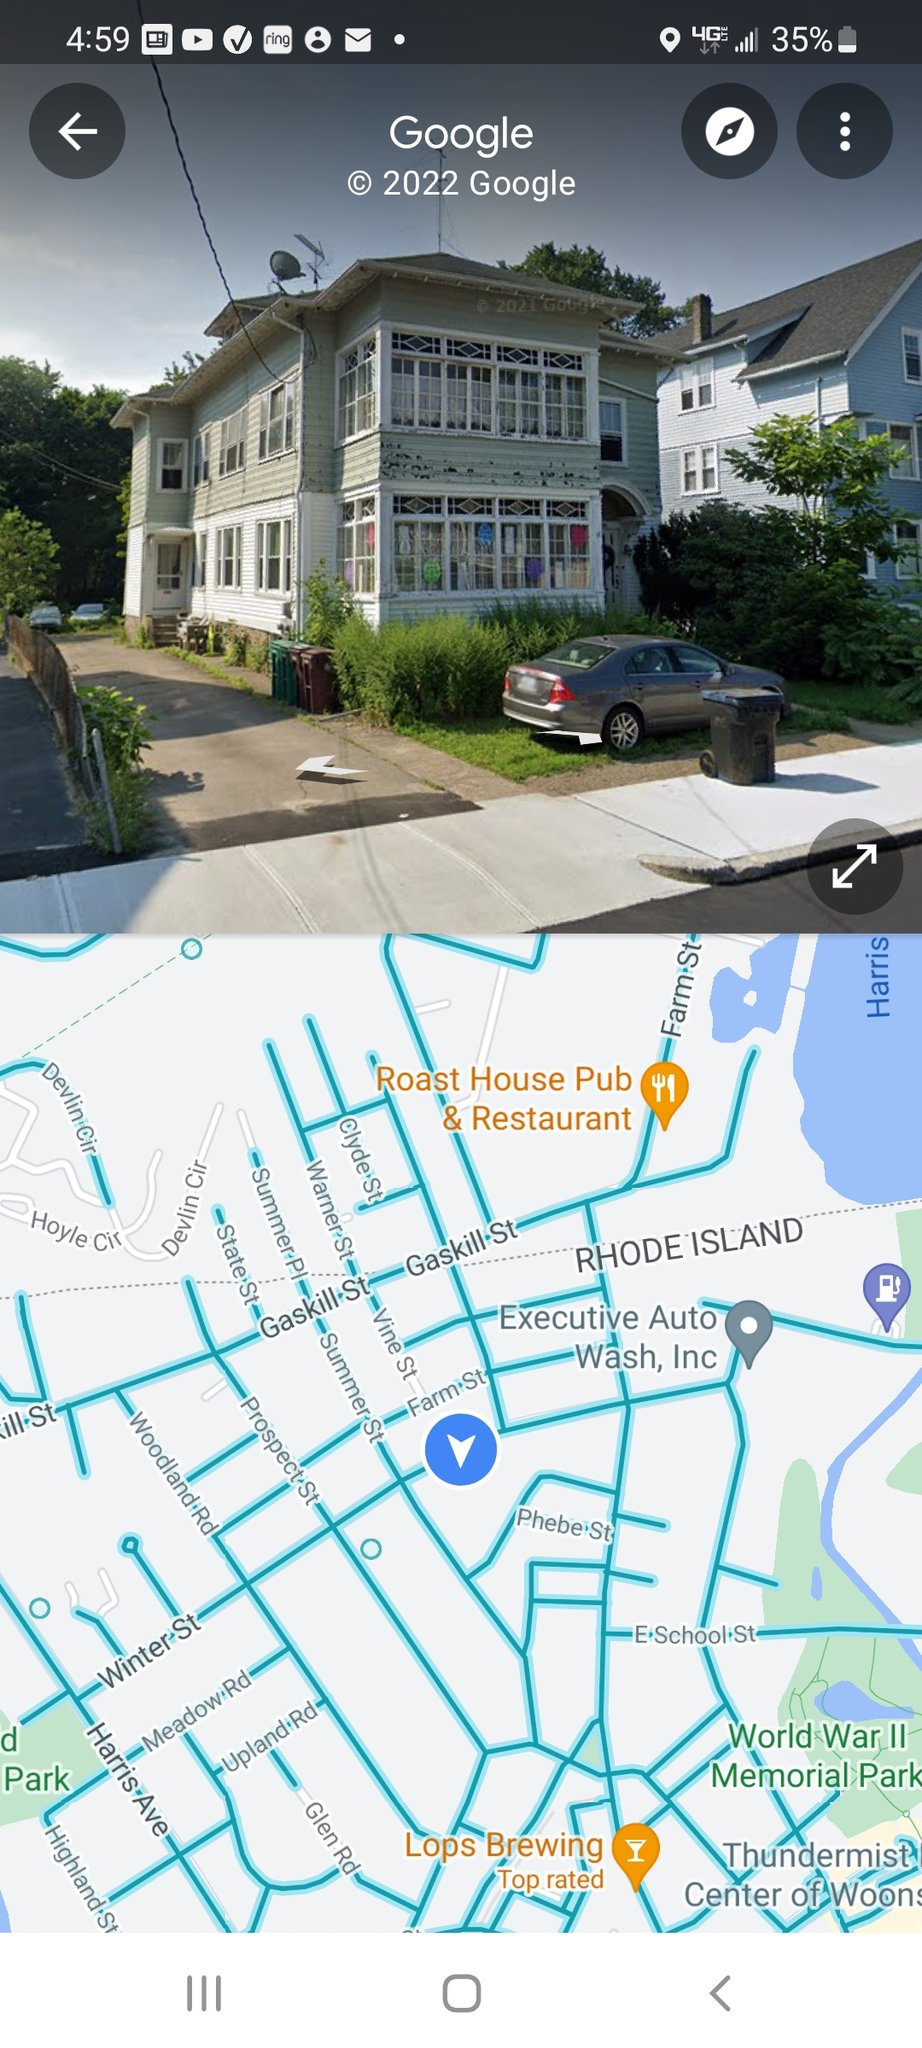 4:59 ring 4G LTE 35%
Google
© 2022 Google
© 2021 Google
Harris
Farm St
Roast House Pub
& Restaurant
Devlin Cir
Clyde St
Devlin Cir
Summer Pl
Warner St
Hoyle Cir
State St
Gaskill St
RHODE ISLAND
Gaskill St
Executive Auto
Wash, Inc
Vine St
Summer St
Farm St
ill St
Prospect St
Woodland Rd
Phebe St
E School St
Winter St
Meadow Rd
Upland Rd
World War II
Memorial Park
d
Park
Harris Ave
Glen Rd
Lops Brewing
Top rated
Highland St
Thundermist
Center of Woons